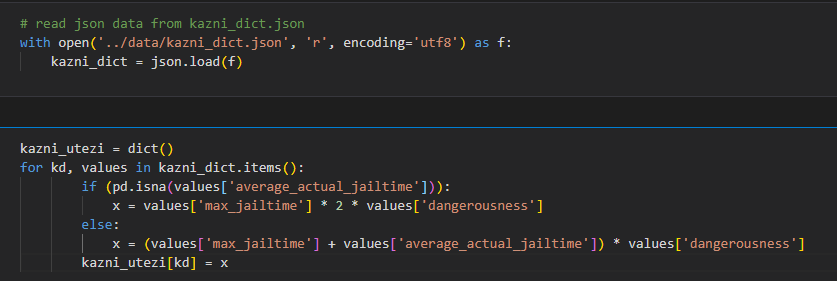 # read json data from kazni_dict.json
with open('../data/kazni_dict.json', 'r', encoding='utf8') as f:
    kazni_dict = json.load(f)
kazni_utezi = dict()
for kd, values in kazni_dict.items():
        if (pd.isna(values['average_actual_jailtime'])):
            x = values['max_jailtime'] * 2 * values['dangerousness']
        else:
            x = (values['max_jailtime'] + values['average_actual_jailtime']) * values['dangerousness']
        kazni_utezi[kd] = x